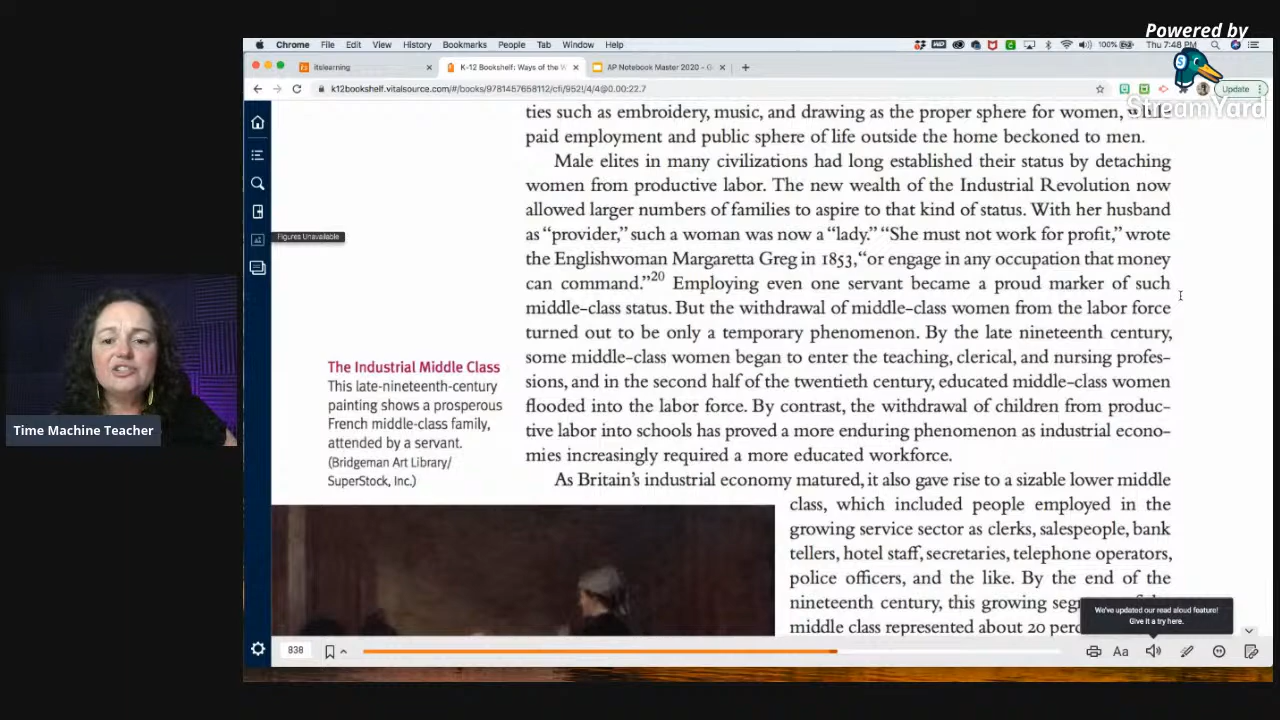 Powered by
StreamYard
Chrome File Edit View History Bookmarks People Tab Window Help
100% Thu 7:48 PM
itslearning
K-12 Bookshelf: Ways of the W
AP Notebook Master 2020 - G
k12bookshelf.vitalsource.com/#/books/9781457658112/cfi/952!/4/4@0.00:22.7
Update
ties such as embroidery, music, and drawing as the proper sphere for women, while
paid employment and public sphere of life outside the home beckoned to men.
Male elites in many civilizations had long established their status by detaching
women from productive labor. The new wealth of the Industrial Revolution now
allowed larger numbers of families to aspire to that kind of status. With her husband
as “provider,” such a woman was now a “lady.” “She must not work for profit,” wrote
the Englishwoman Margaretta Greg in 1853, “or engage in any occupation that money
can command.”20 Employing even one servant became a proud marker of such
middle-class status. But the withdrawal of middle-class women from the labor force
turned out to be only a temporary phenomenon. By the late nineteenth century,
some middle-class women began to enter the teaching, clerical, and nursing profes-
sions, and in the second half of the twentieth century, educated middle-class women
flooded into the labor force. By contrast, the withdrawal of children from produc-
tive labor into schools has proved a more enduring phenomenon as industrial econo-
mies increasingly required a more educated workforce.
As Britain’s industrial economy matured, it also gave rise to a sizable lower middle
class, which included people employed in the
growing service sector as clerks, salespeople, bank
tellers, hotel staff, secretaries, telephone operators,
police officers, and the like. By the end of the
nineteenth century, this growing seg
middle class represented about 20 perc
Figures Unavailable
The Industrial Middle Class
This late-nineteenth-century
painting shows a prosperous
French middle-class family,
attended by a servant.
(Bridgeman Art Library/
SuperStock, Inc.)
Time Machine Teacher
We've updated our read aloud feature!
Give it a try here.
838
Aa